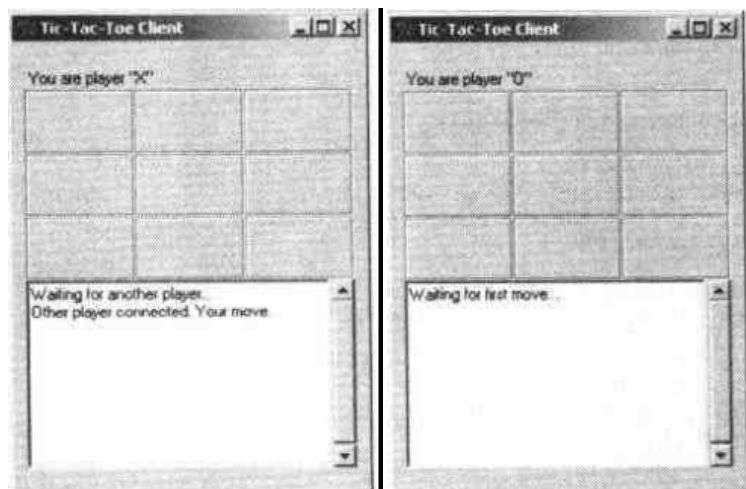 Tic-Tac-Toe Client
You are player "X"
Waiting for another player.
Other player connected. Your move.
Tic-Tac-Toe Client
You are player "O"
Waiting for first move...